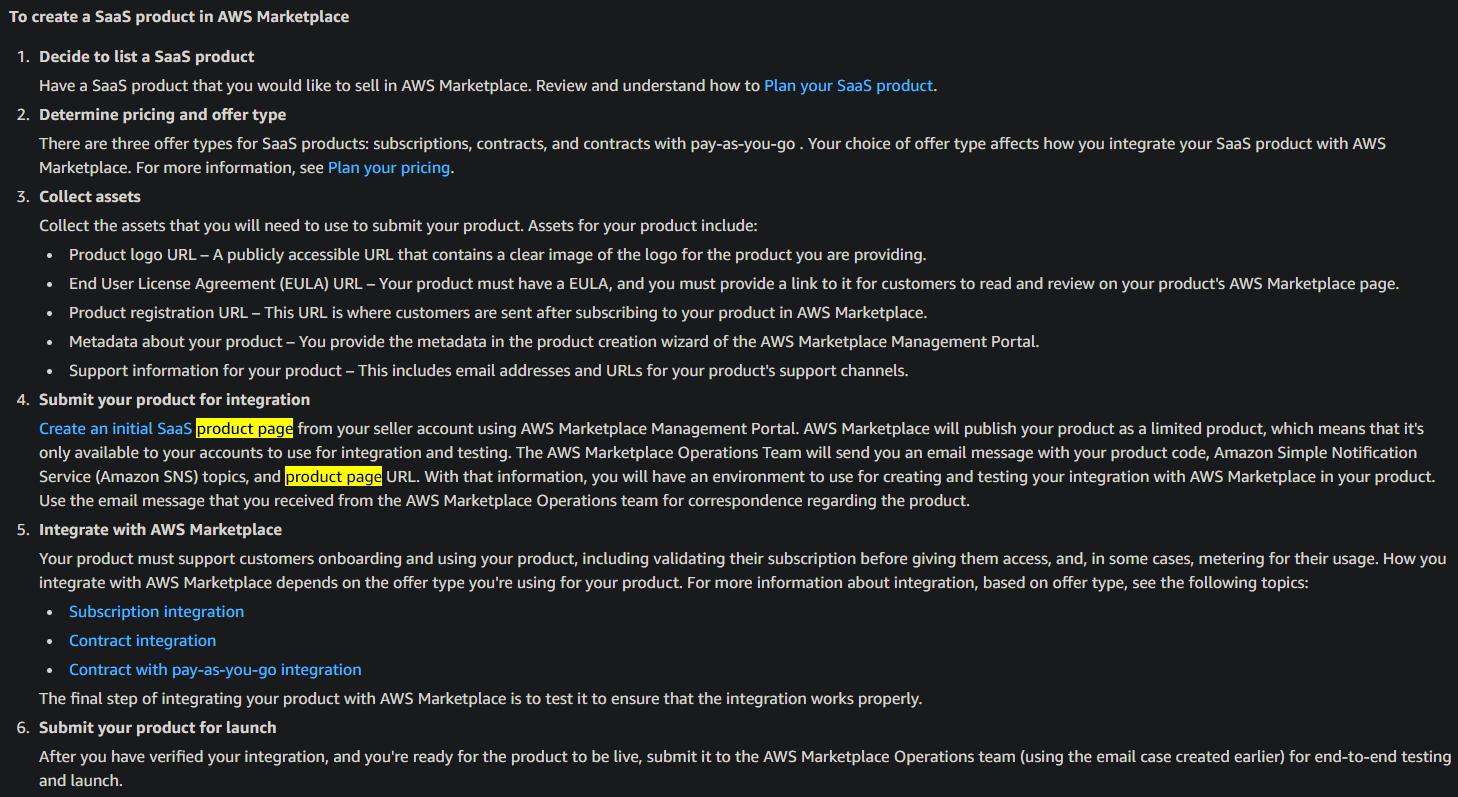 To create a SaaS product in AWS Marketplace
1. Decide to list a SaaS product
Have a SaaS product that you would like to sell in AWS Marketplace. Review and understand how to Plan your SaaS product.
2. Determine pricing and offer type
There are three offer types for SaaS products: subscriptions, contracts, and contracts with pay-as-you-go . Your choice of offer type affects how you integrate your SaaS product with AWS
Marketplace. For more information, see Plan your pricing.
3. Collect assets
Collect the assets that you will need to use to submit your product. Assets for your product include:
• Product logo URL – A publicly accessible URL that contains a clear image of the logo for the product you are providing.
• End User License Agreement (EULA) URL – Your product must have a EULA, and you must provide a link to it for customers to read and review on your product's AWS Marketplace page.
• Product registration URL – This URL is where customers are sent after subscribing to your product in AWS Marketplace.
• Metadata about your product – You provide the metadata in the product creation wizard of the AWS Marketplace Management Portal.
• Support information for your product – This includes email addresses and URLs for your product's support channels.
4. Submit your product for integration
Create an initial SaaS product page from your seller account using AWS Marketplace Management Portal. AWS Marketplace will publish your product as a limited product, which means that it's
only available to your accounts to use for integration and testing. The AWS Marketplace Operations Team will send you an email message with your product code, Amazon Simple Notification
Service (Amazon SNS) topics, and product page URL. With that information, you will have an environment to use for creating and testing your integration with AWS Marketplace in your product.
Use the email message that you received from the AWS Marketplace Operations team for correspondence regarding the product.
5. Integrate with AWS Marketplace
Your product must support customers onboarding and using your product, including validating their subscription before giving them access, and, in some cases, metering for their usage. How you
integrate with AWS Marketplace depends on the offer type you're using for your product. For more information about integration, based on offer type, see the following topics:
• Subscription integration
• Contract integration
• Contract with pay-as-you-go integration
The final step of integrating your product with AWS Marketplace is to test it to ensure that the integration works properly.
6. Submit your product for launch
After you have verified your integration, and you're ready for the product to be live, submit it to the AWS Marketplace Operations team (using the email case created earlier) for end-to-end testing
and launch.